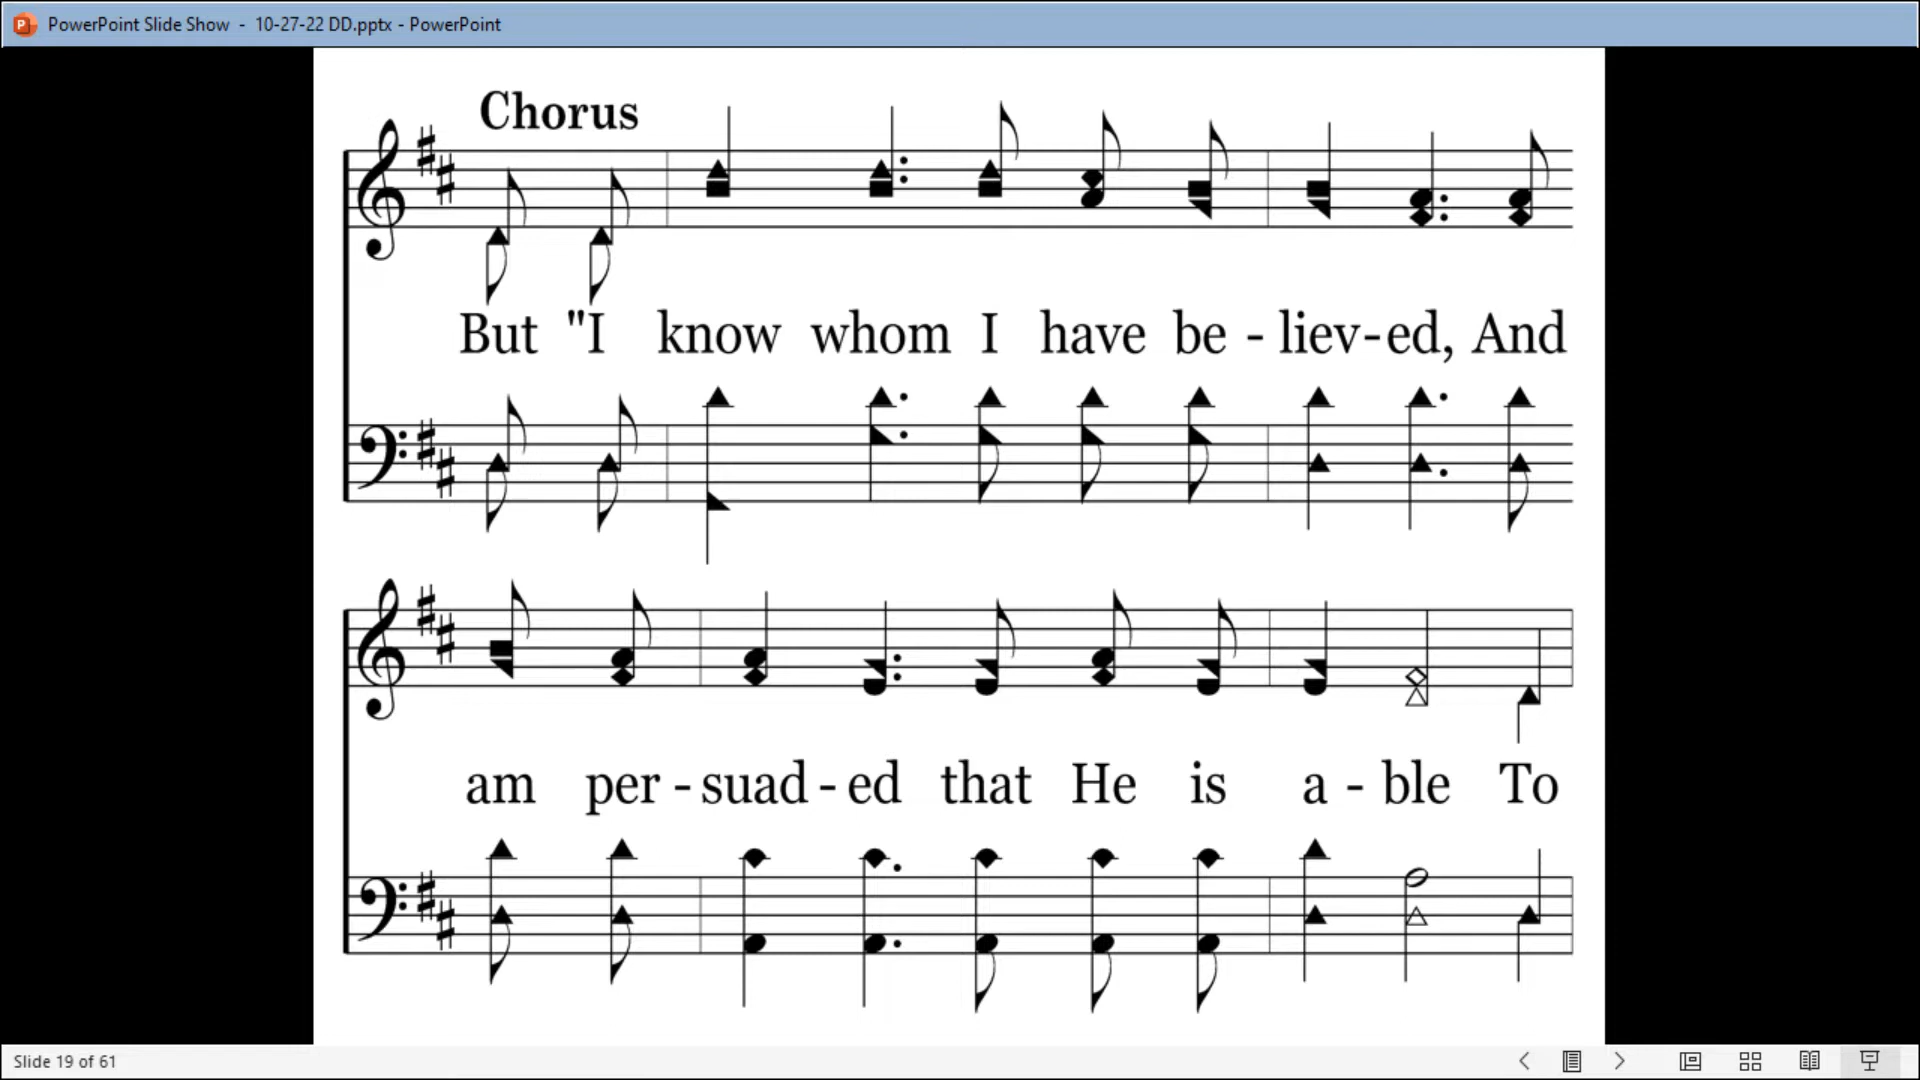 PowerPoint Slide Show - 10-27-22 DD.pptx - PowerPoint
Chorus
But "I know whom I have be - liev-ed, And
am per - suad - ed that He is a - ble To
Slide 19 of 61